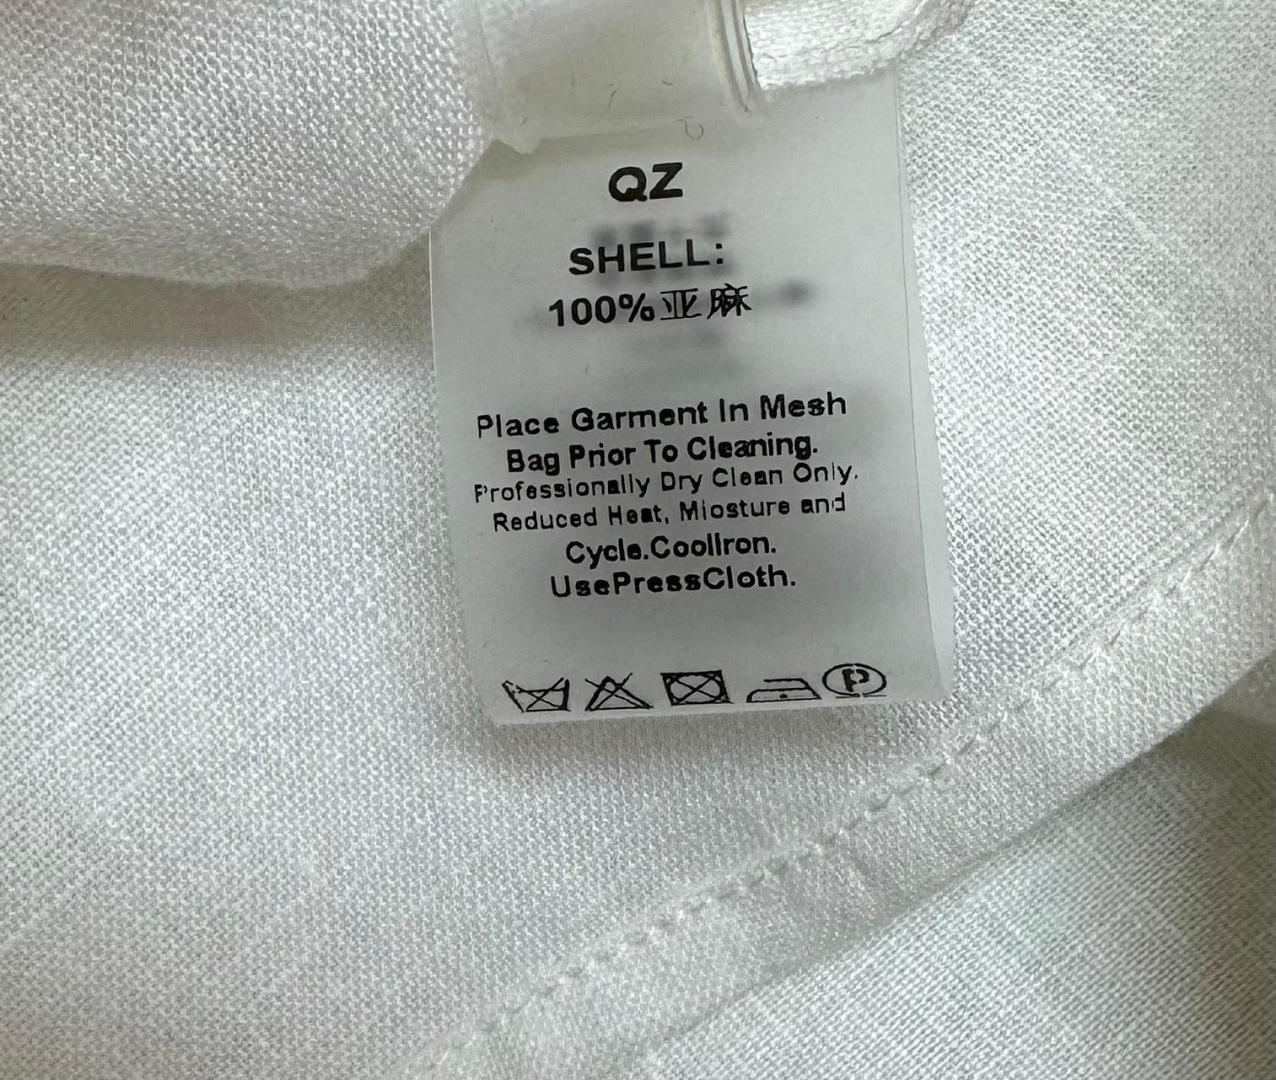 QZ
SHELL:
100%亚麻
Place Garment In Mesh
Bag Prior To Cleaning.
Professionally Dry Clean Only.
Reduced Heat, Miosture and
Cycle.CoolIron.
UsePressCloth.
P